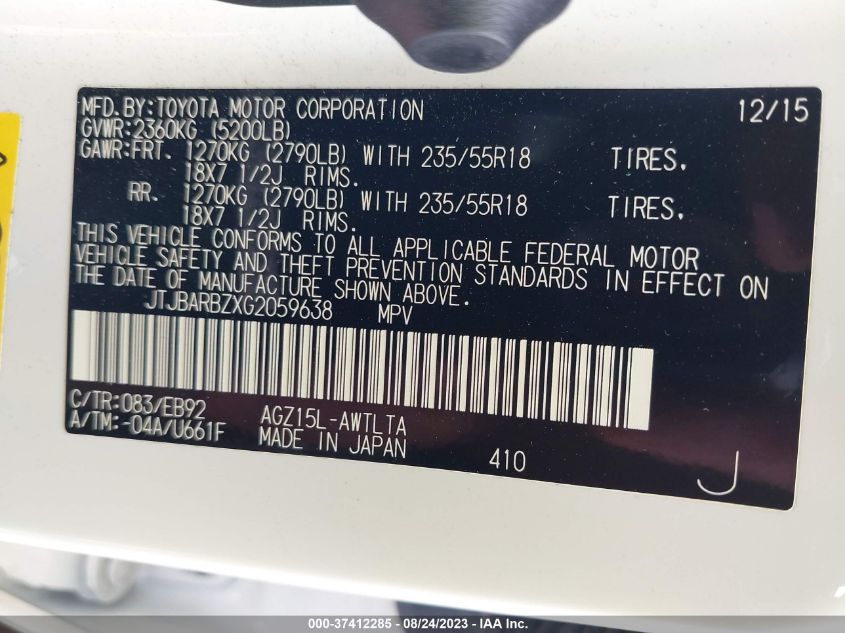 MFD.BY:TOYOTA MOTOR CORPORATION 12/15
GVWR:2360KG (5200LB)
GAWR:FRT. 1270KG (2790LB) WITH 235/55R18 TIRES.
18X7 1/2J RIMS.
RR. 1270KG (2790LB) WITH 235/55R18 TIRES.
18X7 1/2J RIMS.
THIS VEHICLE CONFORMS TO ALL APPLICABLE FEDERAL MOTOR
VEHICLE SAFETY AND THEFT PREVENTION STANDARDS IN EFFECT ON
THE DATE OF MANUFACTURE SHOWN ABOVE.
JTJBARBZXG2059638 MPV
C/TR:083/EB92 AGZ15L-AWTLTA
A/TM:-04A/U661F MADE IN JAPAN
410 J
000-37412285 - 08/24/2023 - IAA Inc.